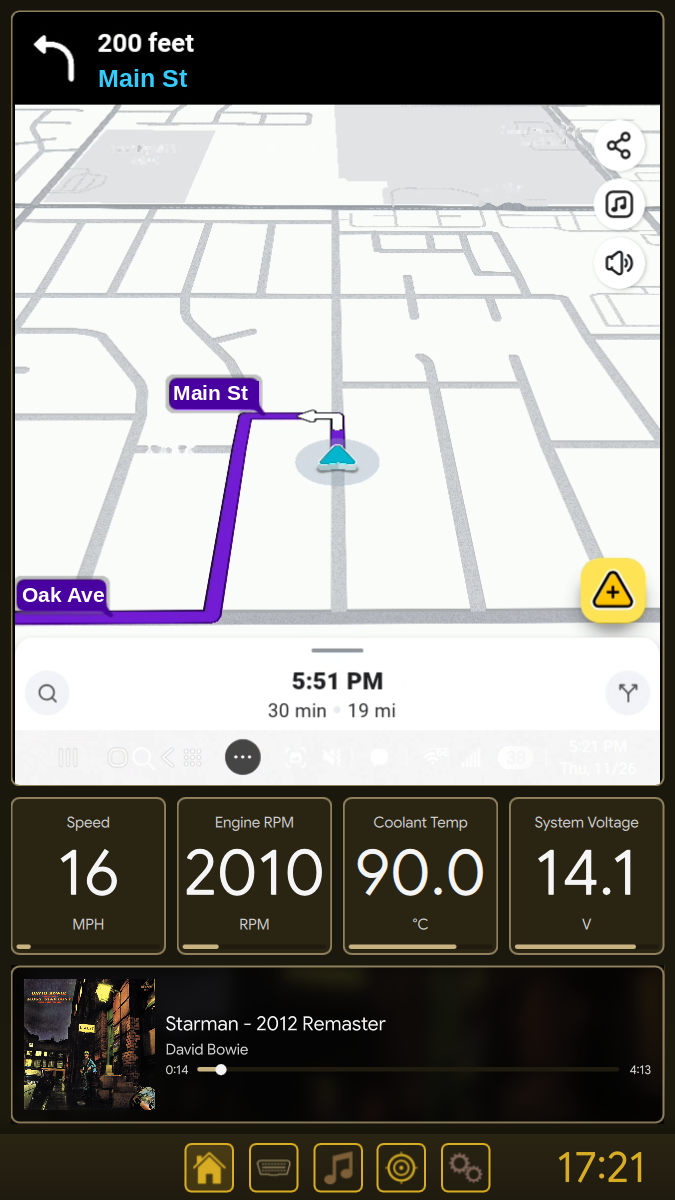 200 feet
Main St
Main St
Oak Ave
5:51 PM
30 min 19 mi
38
5:21 PM
Thu, 11/26
Speed
16
MPH
Engine RPM
2010
RPM
Coolant Temp
90.0
°C
System Voltage
14.1
V
DAVID BOWIE
Starman - 2012 Remaster
David Bowie
0:14
4:13
17:21